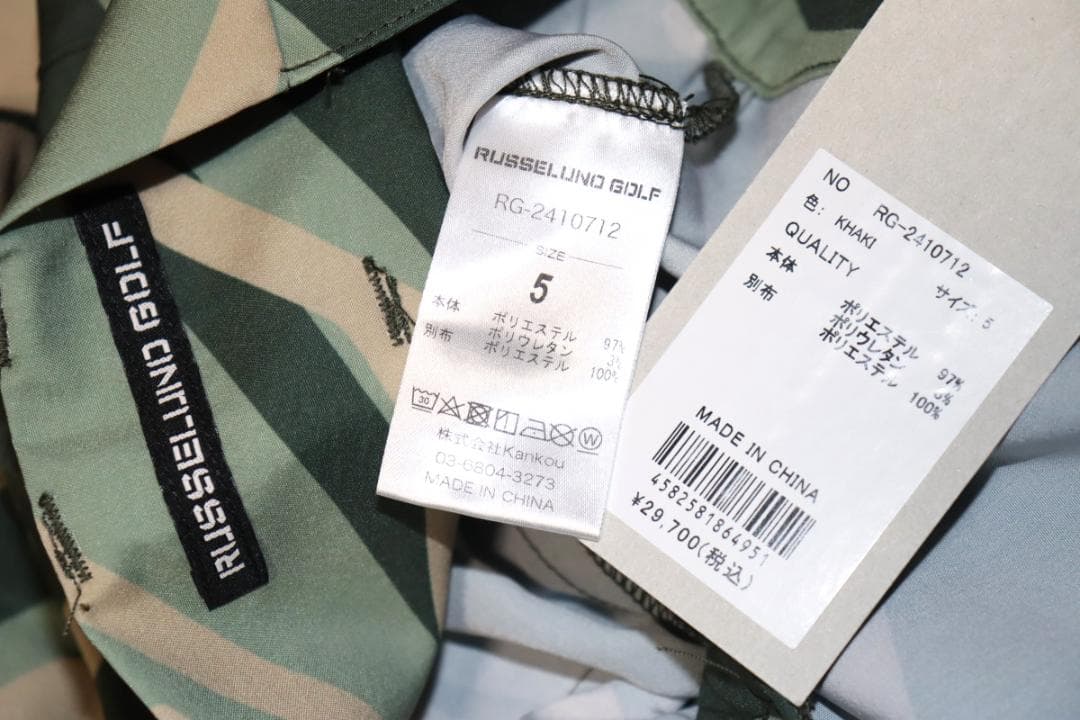 RUSSELUNO GOLF
RUSSELUNO GOLF
RG-2410712
SIZE
5
本体 ポリエステル 97%
ポリウレタン 3%
別布 ポリエステル 100%
30
W
株式会社Kankou
03-6804-3273
MADE IN CHINA
NO RG-2410712
色: KHAKI サイズ: 5
QUALITY
本体 ポリエステル 97%
ポリウレタン 3%
別布 ポリエステル 100%
MADE IN CHINA
4582581864951
¥29,700(税込)